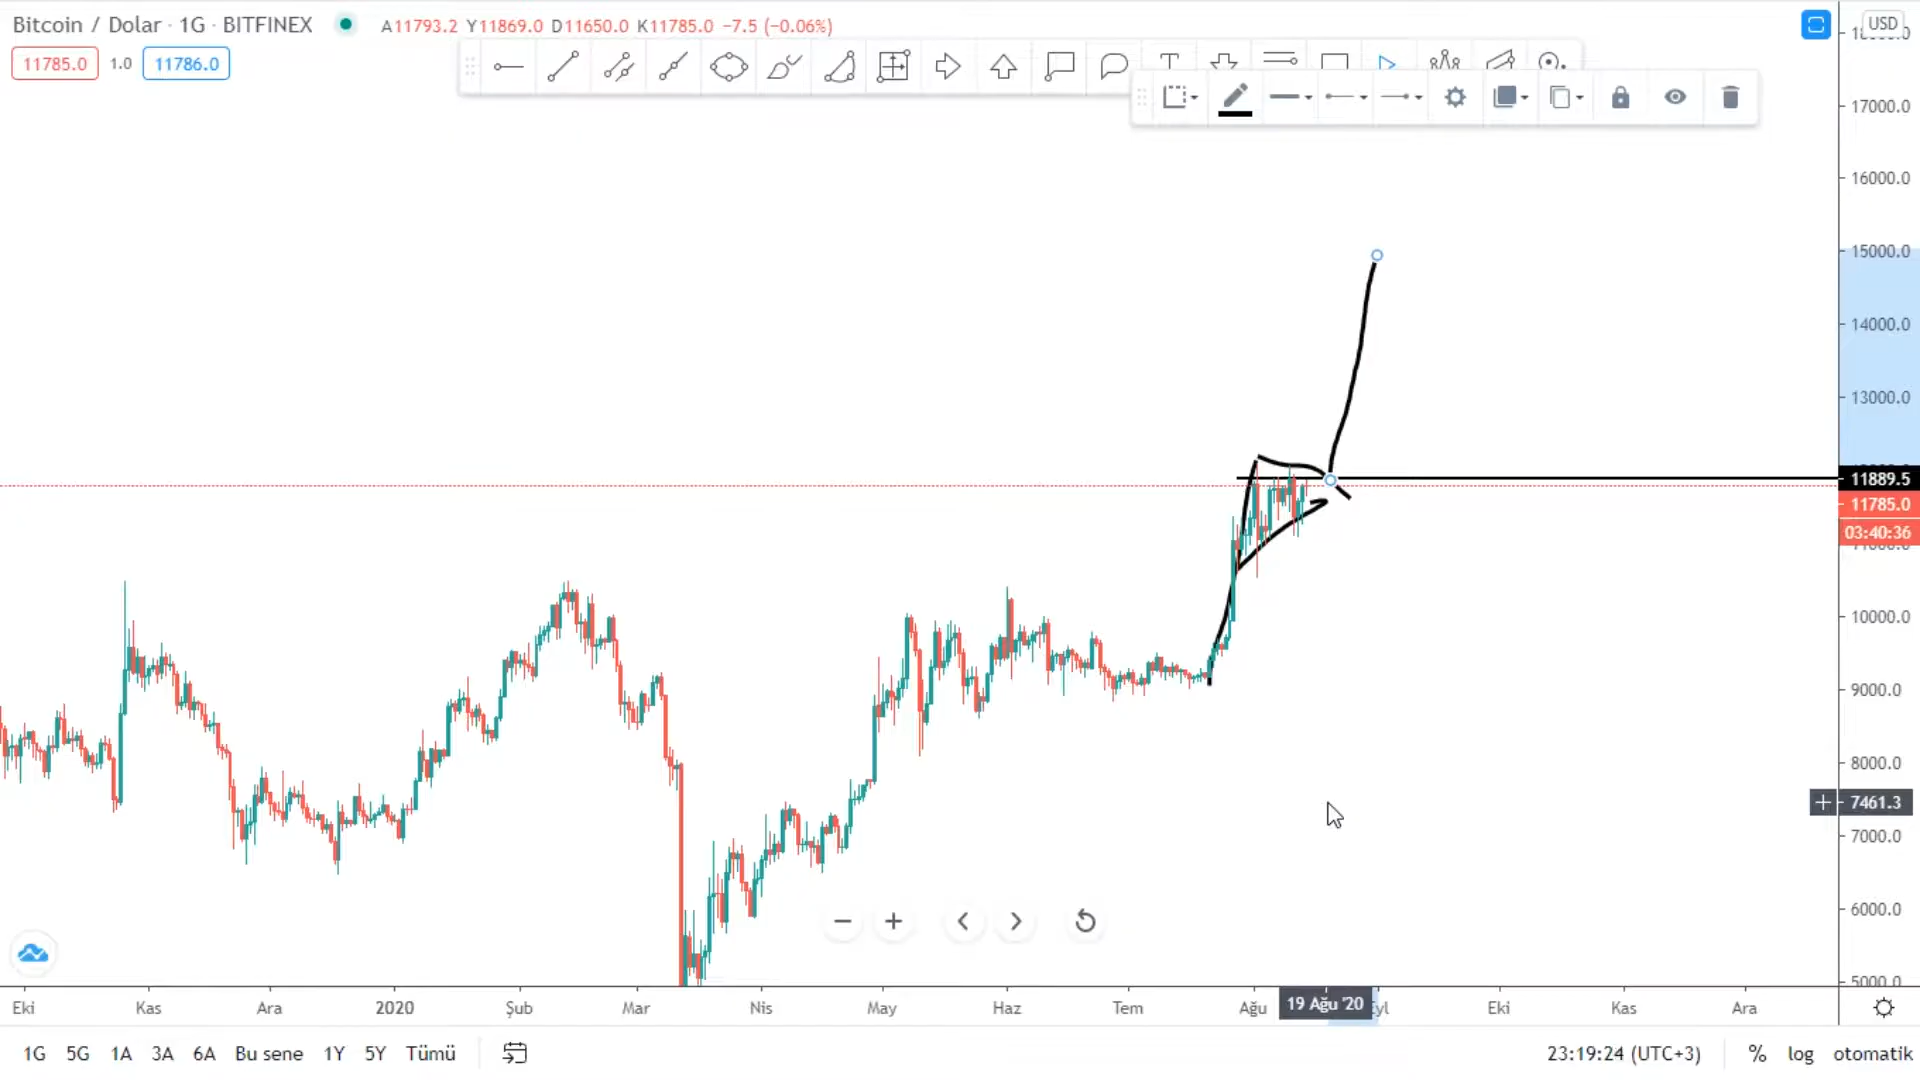 Bitcoin / Dolar · 1G · BITFINEX
A11793.2 Y11869.0 D11650.0 K11785.0 −7.5 (−0.06%)
11785.0 1.0 11786.0
USD
17000.0
16000.0
15000.0
14000.0
13000.0
11889.5
11785.0
03:40:36
10000.0
9000.0
8000.0
7461.3
7000.0
6000.0
5000.0
Eki Kas Ara 2020 Şub Mar Nis May Haz Tem Ağu 19 Ağu '20 Eki Kas Ara
1G 5G 1A 3A 6A Bu sene 1Y 5Y Tümü
23:19:24 (UTC+3) % log otomatik